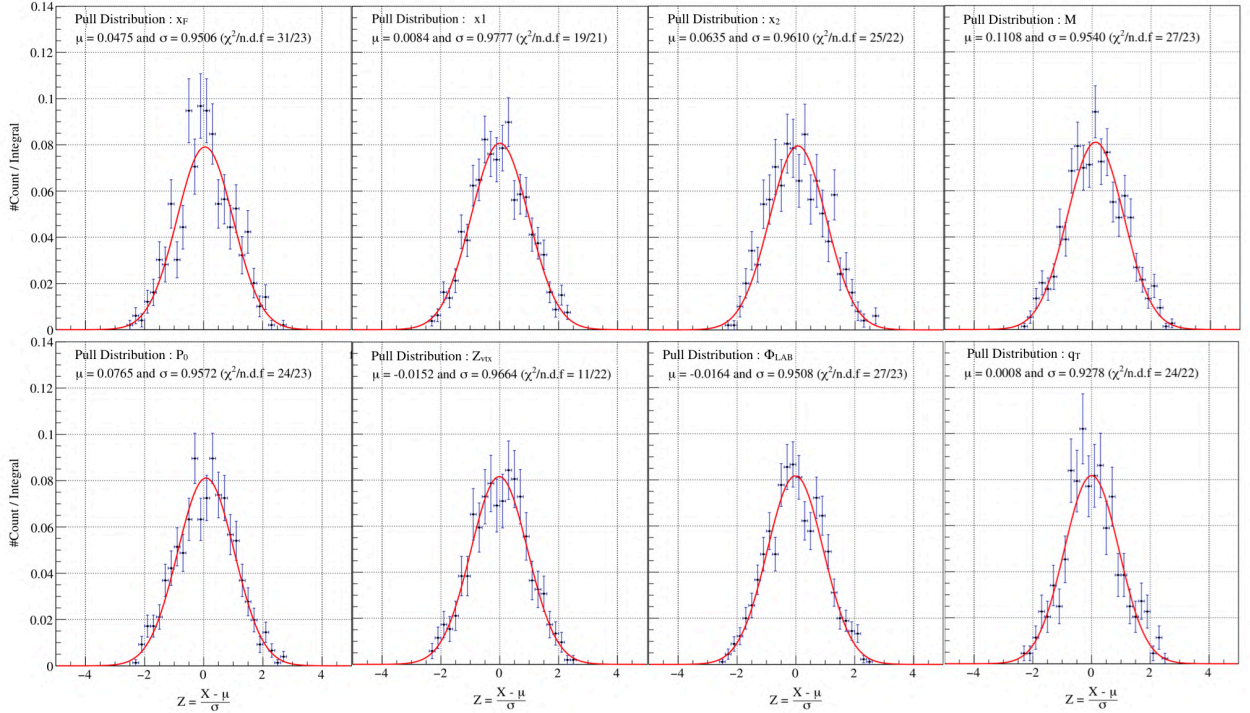 Pull Distribution : x_F
μ = 0.0475 and σ = 0.9506 (χ²/n.d.f = 31/23)
Pull Distribution : x1
μ = 0.0084 and σ = 0.9777 (χ²/n.d.f = 19/21)
Pull Distribution : x₂
μ = 0.0635 and σ = 0.9610 (χ²/n.d.f = 25/22)
Pull Distribution : M
μ = 0.1108 and σ = 0.9540 (χ²/n.d.f = 27/23)
#Count / Integral
0.14
0.12
0.1
0.08
0.06
0.04
0.02
0
Pull Distribution : P₀
μ = 0.0765 and σ = 0.9572 (χ²/n.d.f = 24/23)
Pull Distribution : Z_vtx
μ = -0.0152 and σ = 0.9664 (χ²/n.d.f = 11/22)
Pull Distribution : Φ_LAB
μ = -0.0164 and σ = 0.9508 (χ²/n.d.f = 27/23)
Pull Distribution : q_T
μ = 0.0008 and σ = 0.9278 (χ²/n.d.f = 24/22)
#Count / Integral
0.14
0.12
0.1
0.08
0.06
0.04
0.02
0
−4 −2 0 2 4 −4 −2 0 2 4 −4 −2 0 2 4 −4 −2 0 2 4
Z = X - μ / σ
Z = X - μ / σ
Z = X - μ / σ
Z = X - μ / σ